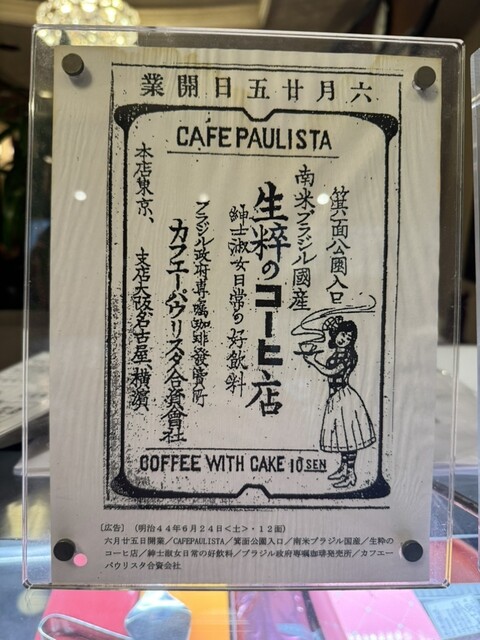 六月廿五日開業
CAFE PAULISTA
箕面公園入口
南米ブラジル國産
生粋のコーヒ店
紳士淑女日常の好飲料
ブラジル政府専属珈琲發賣所
カフエーパウリスタ合資會社
本店東京、支店大阪名古屋横濱
COFFEE WITH CAKE 10 SEN
［広告］（明治44年6月24日＜土＞・12面）
六月廿五日開業／CAFEPAULISTA／箕面公園入口／南米ブラジル国産／生粋の
コーヒ店／紳士淑女日常の好飲料／ブラジル政府専嘱珈琲発売所／カフエー
パウリスタ合資会社